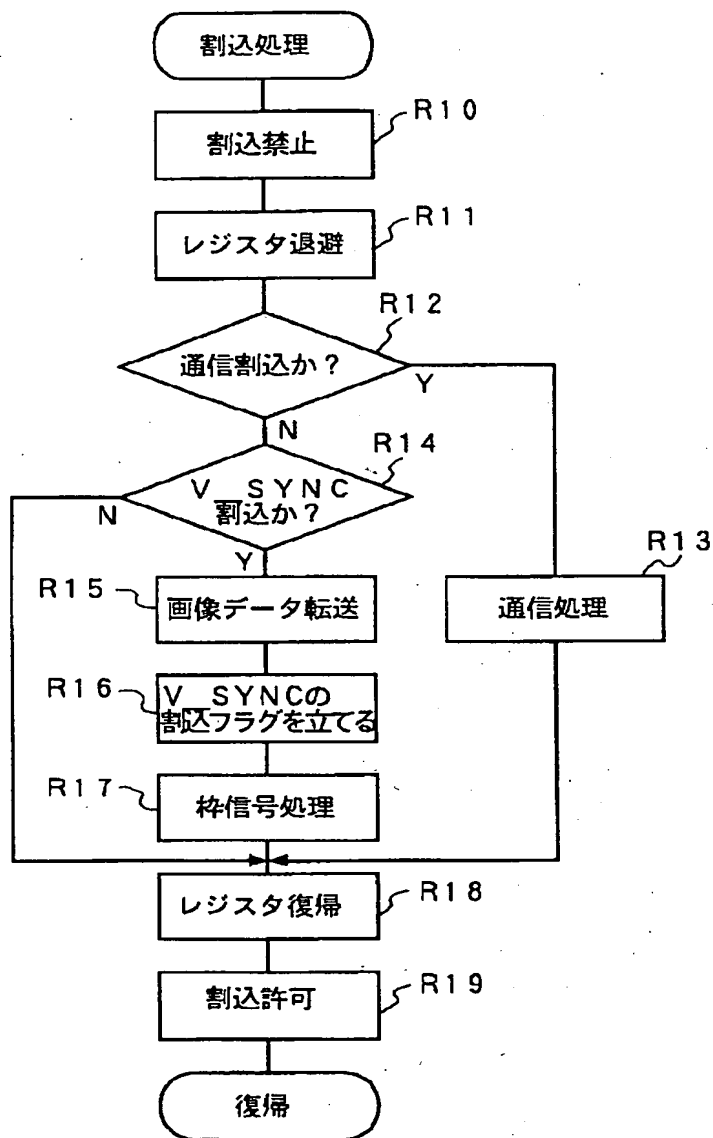 割込処理
R10
割込禁止
R11
レジスタ退避
R12
通信割込か？
Y
N
R14
V_SYNC
割込か？
N
Y
R13
R15
画像データ転送
通信処理
R16
V_SYNCの
割込フラグを立てる
R17
枠信号処理
レジスタ復帰
R18
割込許可
R19
復帰